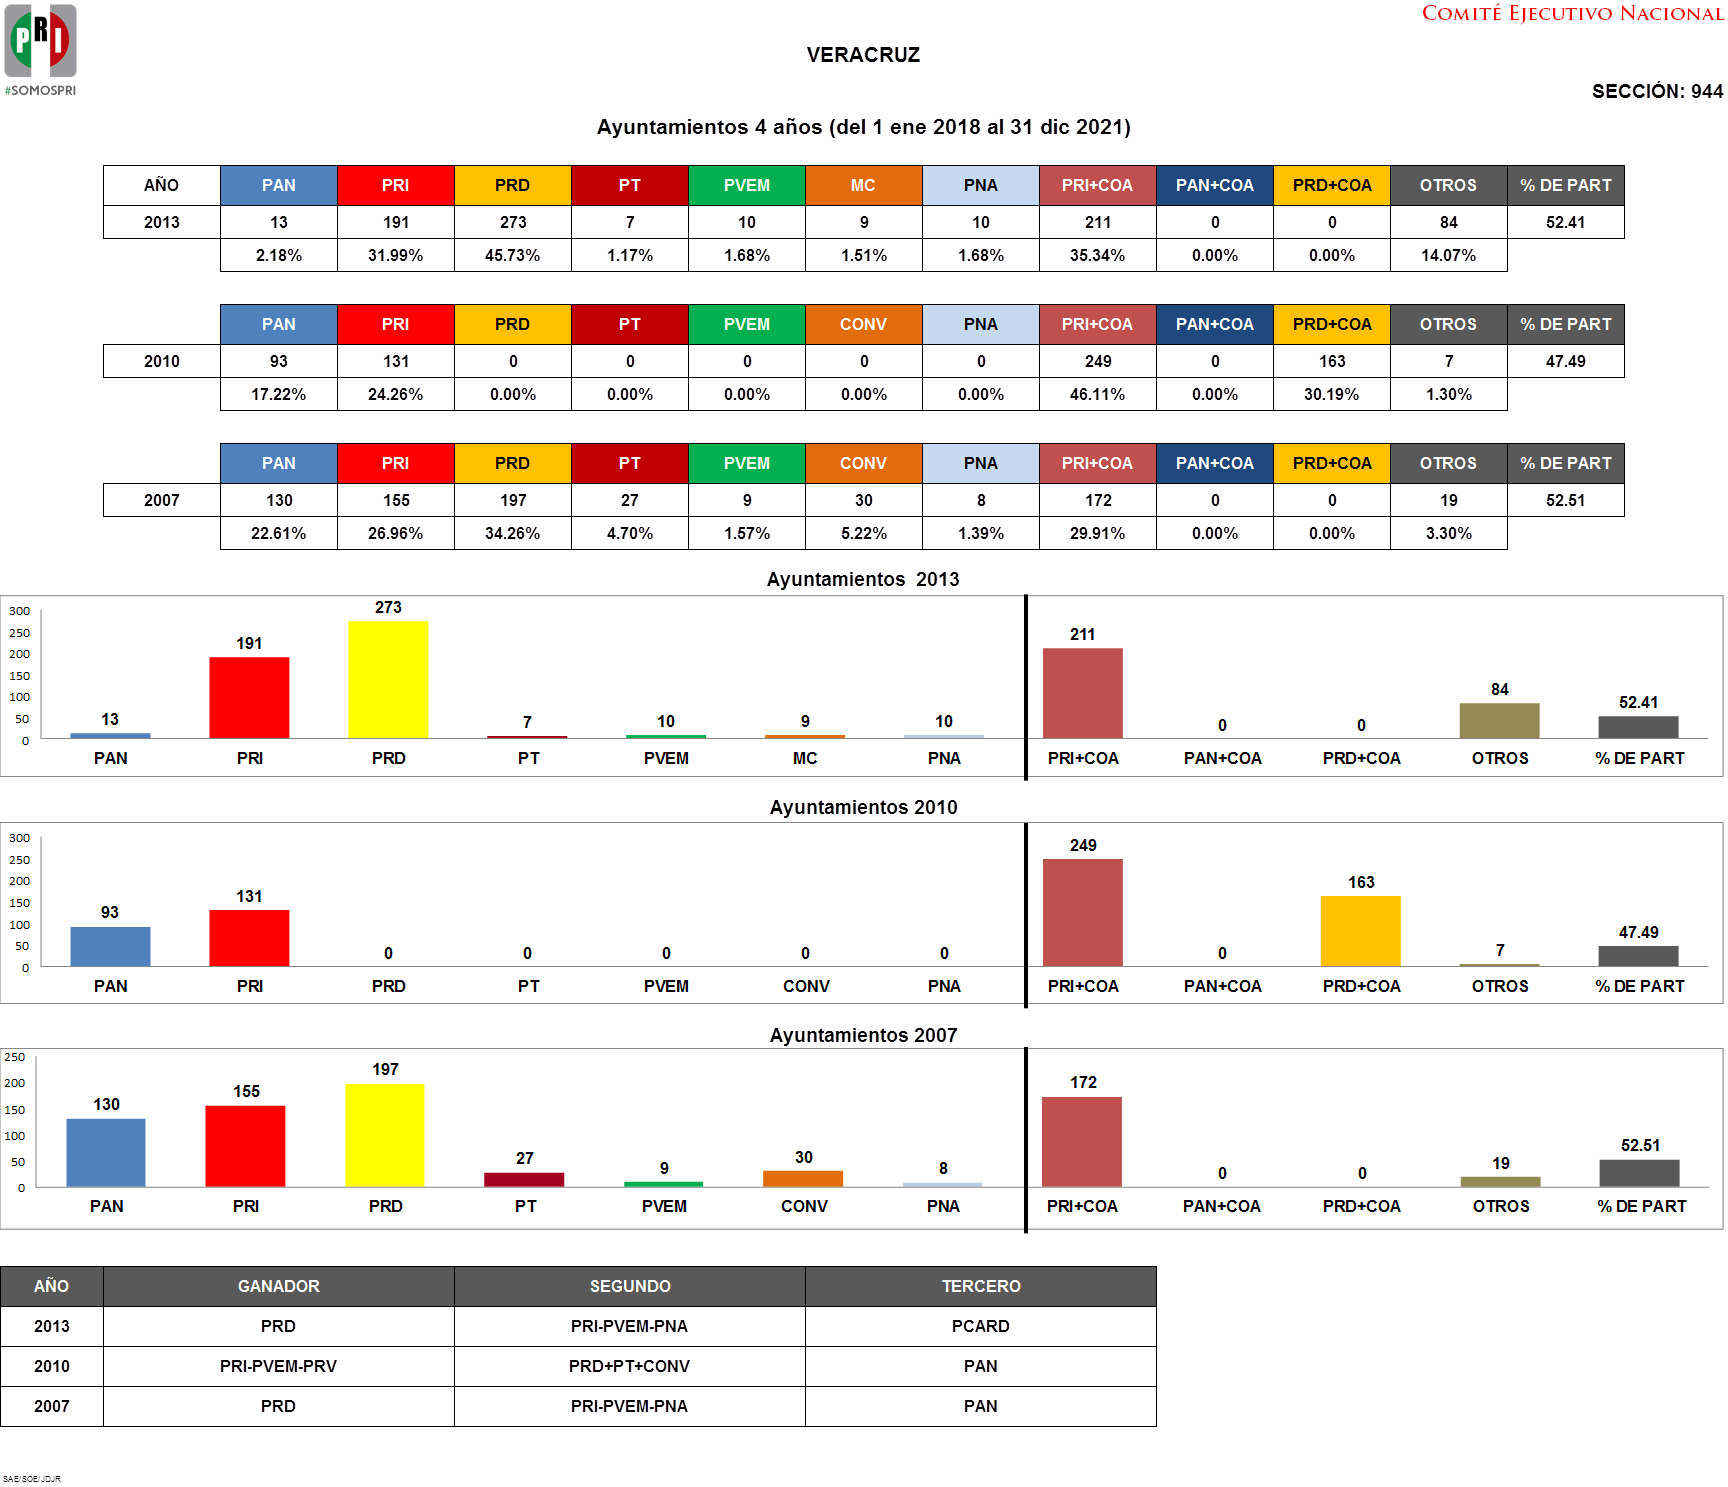 PRI
#SOMOSPRI
COMITÉ EJECUTIVO NACIONAL
VERACRUZ
SECCIÓN: 944
Ayuntamientos 4 años (del 1 ene 2018 al 31 dic 2021)
AÑO PAN PRI PRD PT PVEM MC PNA PRI+COA PAN+COA PRD+COA OTROS % DE PART
2013 13 191 273 7 10 9 10 211 0 0 84 52.41
2.18% 31.99% 45.73% 1.17% 1.68% 1.51% 1.68% 35.34% 0.00% 0.00% 14.07%
PAN PRI PRD PT PVEM CONV PNA PRI+COA PAN+COA PRD+COA OTROS % DE PART
2010 93 131 0 0 0 0 0 249 0 163 7 47.49
17.22% 24.26% 0.00% 0.00% 0.00% 0.00% 0.00% 46.11% 0.00% 30.19% 1.30%
PAN PRI PRD PT PVEM CONV PNA PRI+COA PAN+COA PRD+COA OTROS % DE PART
2007 130 155 197 27 9 30 8 172 0 0 19 52.51
22.61% 26.96% 34.26% 4.70% 1.57% 5.22% 1.39% 29.91% 0.00% 0.00% 3.30%
Ayuntamientos 2013
300
250
200
150
100
50
0
13 191 273 7 10 9 10 211 0 0 84 52.41
PAN PRI PRD PT PVEM MC PNA PRI+COA PAN+COA PRD+COA OTROS % DE PART
Ayuntamientos 2010
300
250
200
150
100
50
0
93 131 0 0 0 0 0 249 0 163 7 47.49
PAN PRI PRD PT PVEM CONV PNA PRI+COA PAN+COA PRD+COA OTROS % DE PART
Ayuntamientos 2007
250
200
150
100
50
0
130 155 197 27 9 30 8 172 0 0 19 52.51
PAN PRI PRD PT PVEM CONV PNA PRI+COA PAN+COA PRD+COA OTROS % DE PART
AÑO GANADOR SEGUNDO TERCERO
2013 PRD PRI-PVEM-PNA PCARD
2010 PRI-PVEM-PRV PRD+PT+CONV PAN
2007 PRD PRI-PVEM-PNA PAN
SAE/SOE/JDJR